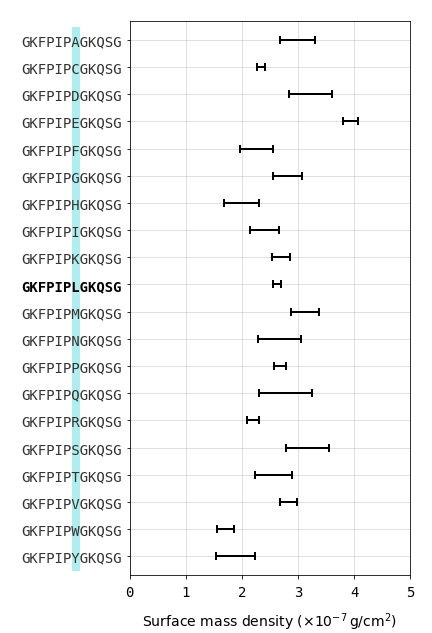 GKFPIPAGKQSG
GKFPIPCGKQSG
GKFPIPDGKQSG
GKFPIPEGKQSG
GKFPIPFGKQSG
GKFPIPGGKQSG
GKFPIPHGKQSG
GKFPIPIGKQSG
GKFPIPKGKQSG
GKFPIPLGKQSG
GKFPIPMGKQSG
GKFPIPNGKQSG
GKFPIPPGKQSG
GKFPIPQGKQSG
GKFPIPRGKQSG
GKFPIPSGKQSG
GKFPIPTGKQSG
GKFPIPVGKQSG
GKFPIPWGKQSG
GKFPIPYGKQSG
0 1 2 3 4 5
Surface mass density (×10⁻⁷ g/cm²)